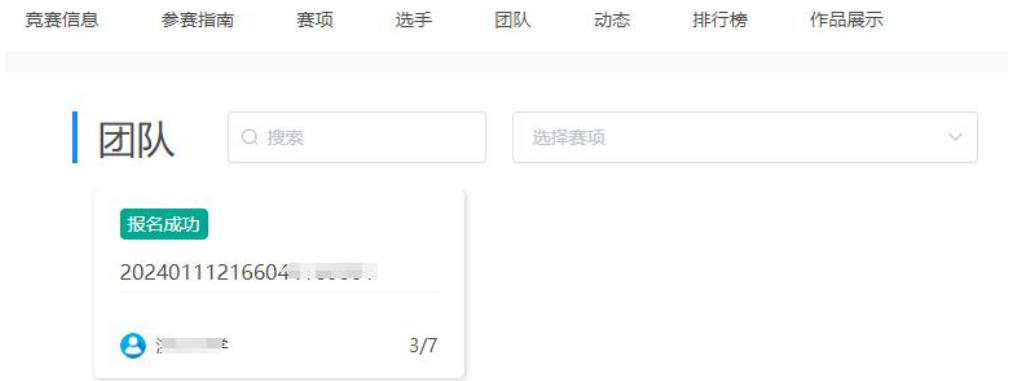 竞赛信息 参赛指南 赛项 选手 团队 动态 排行榜 作品展示
团队 搜索 选择赛项
报名成功
20240111216604
3/7